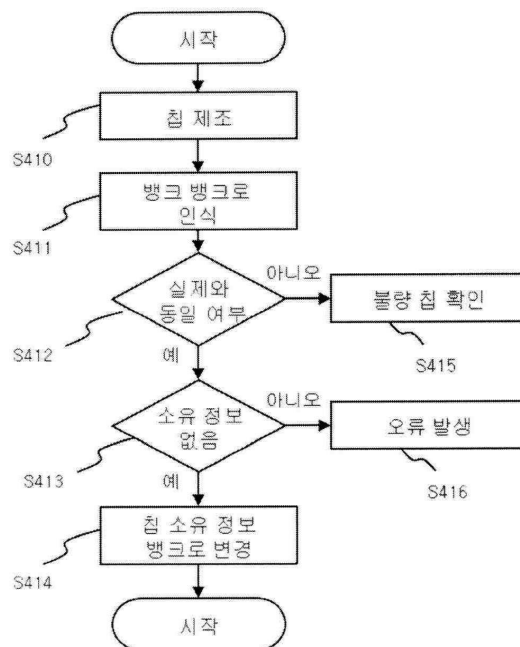 시작
칩 제조
S410
뱅크 뱅크로
인식
S411
실제와
동일 여부
아니오
불량 칩 확인
S412
예
S415
소유 정보
없음
아니오
오류 발생
S413
예
S416
칩 소유 정보
뱅크로 변경
S414
시작